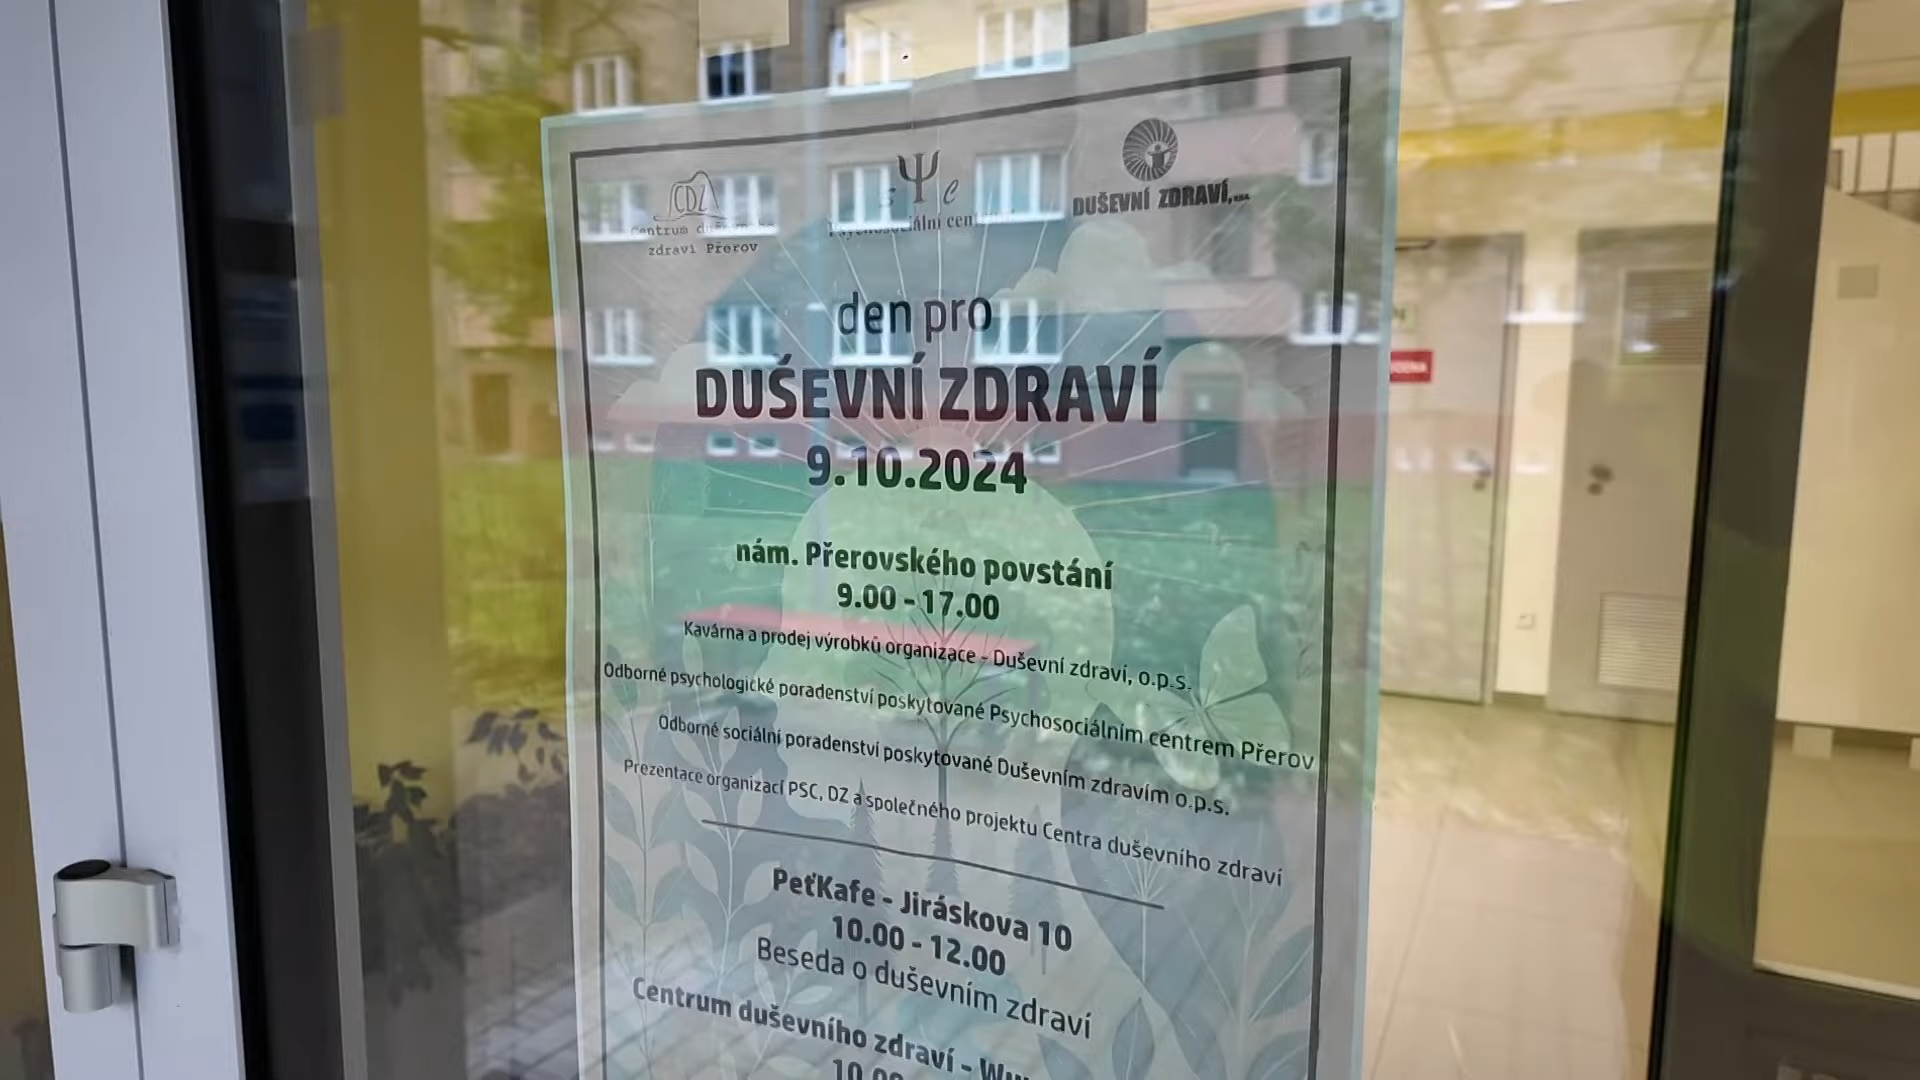 CDZ
Centrum
zdraví Přerov
sΨc
Psychosociální
DUŠEVNÍ ZDRAVÍ,
den pro
DUŠEVNÍ ZDRAVÍ
9.10.2024
nám. Přerovského povstání
9.00 - 17.00
Kavárna a prodej výrobků organizace - Duševní zdraví, o.p.s.
Odborné psychologické poradenství poskytované Psychosociálním centrem Přerov
Odborné sociální poradenství poskytované Duševním zdravím o.p.s.
Prezentace organizací PSC, DZ a společného projektu Centra duševního zdraví
PeťKafe - Jiráskova 10
10.00 - 12.00
Beseda o duševním zdraví
Centrum duševního zdraví -
10.00